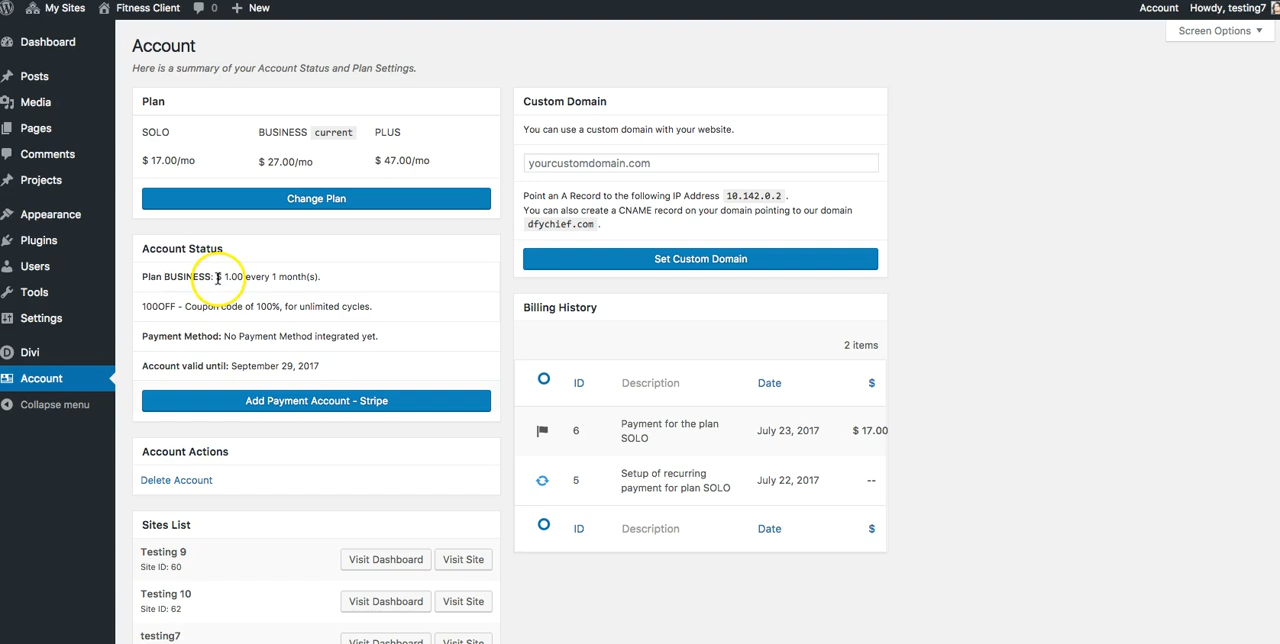 My Sites Fitness Client 0 New Account Howdy, testing7
Screen Options
Dashboard
Posts
Media
Pages
Comments
Projects
Appearance
Plugins
Users
Tools
Settings
Divi
Account
Collapse menu
Account
Here is a summary of your Account Status and Plan Settings.
Plan
SOLO BUSINESS current PLUS
$ 17.00/mo $ 27.00/mo $ 47.00/mo
Change Plan
Account Status
Plan BUSINESS: $ 1.00 every 1 month(s).
100OFF - Coupon code of 100%, for unlimited cycles.
Payment Method: No Payment Method integrated yet.
Account valid until: September 29, 2017
Add Payment Account - Stripe
Account Actions
Delete Account
Sites List
Testing 9
Site ID: 60
Visit Dashboard Visit Site
Testing 10
Site ID: 62
Visit Dashboard Visit Site
testing7
Visit Dashboard Visit Site
Custom Domain
You can use a custom domain with your website.
yourcustomdomain.com
Point an A Record to the following IP Address 10.142.0.2 .
You can also create a CNAME record on your domain pointing to our domain
dfychief.com .
Set Custom Domain
Billing History
2 items
ID Description Date $
6 Payment for the plan July 23, 2017 $ 17.00
SOLO
5 Setup of recurring July 22, 2017 --
payment for plan SOLO
ID Description Date $